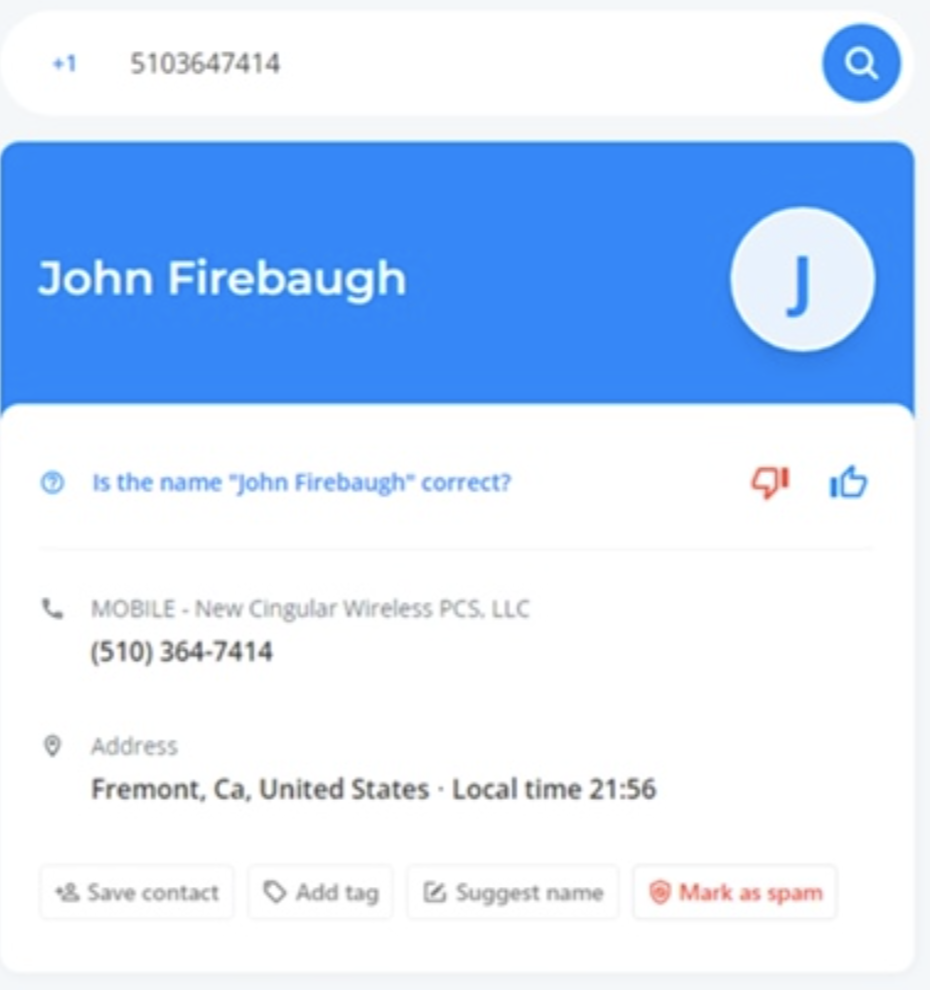 +1 5103647414
John Firebaugh
J
Is the name "John Firebaugh" correct?
MOBILE - New Cingular Wireless PCS, LLC
(510) 364-7414
Address
Fremont, Ca, United States · Local time 21:56
Save contact Add tag Suggest name Mark as spam